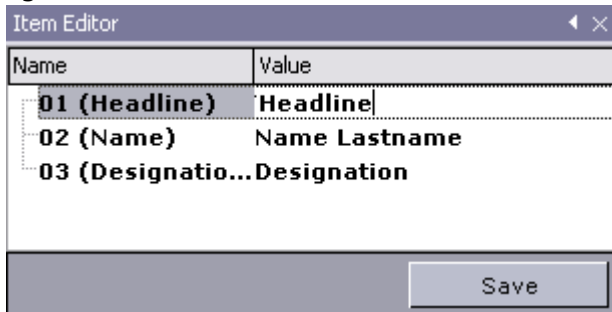 Item Editor
Name Value
01 (Headline) Headline
02 (Name) Name Lastname
03 (Designatio... Designation
Save